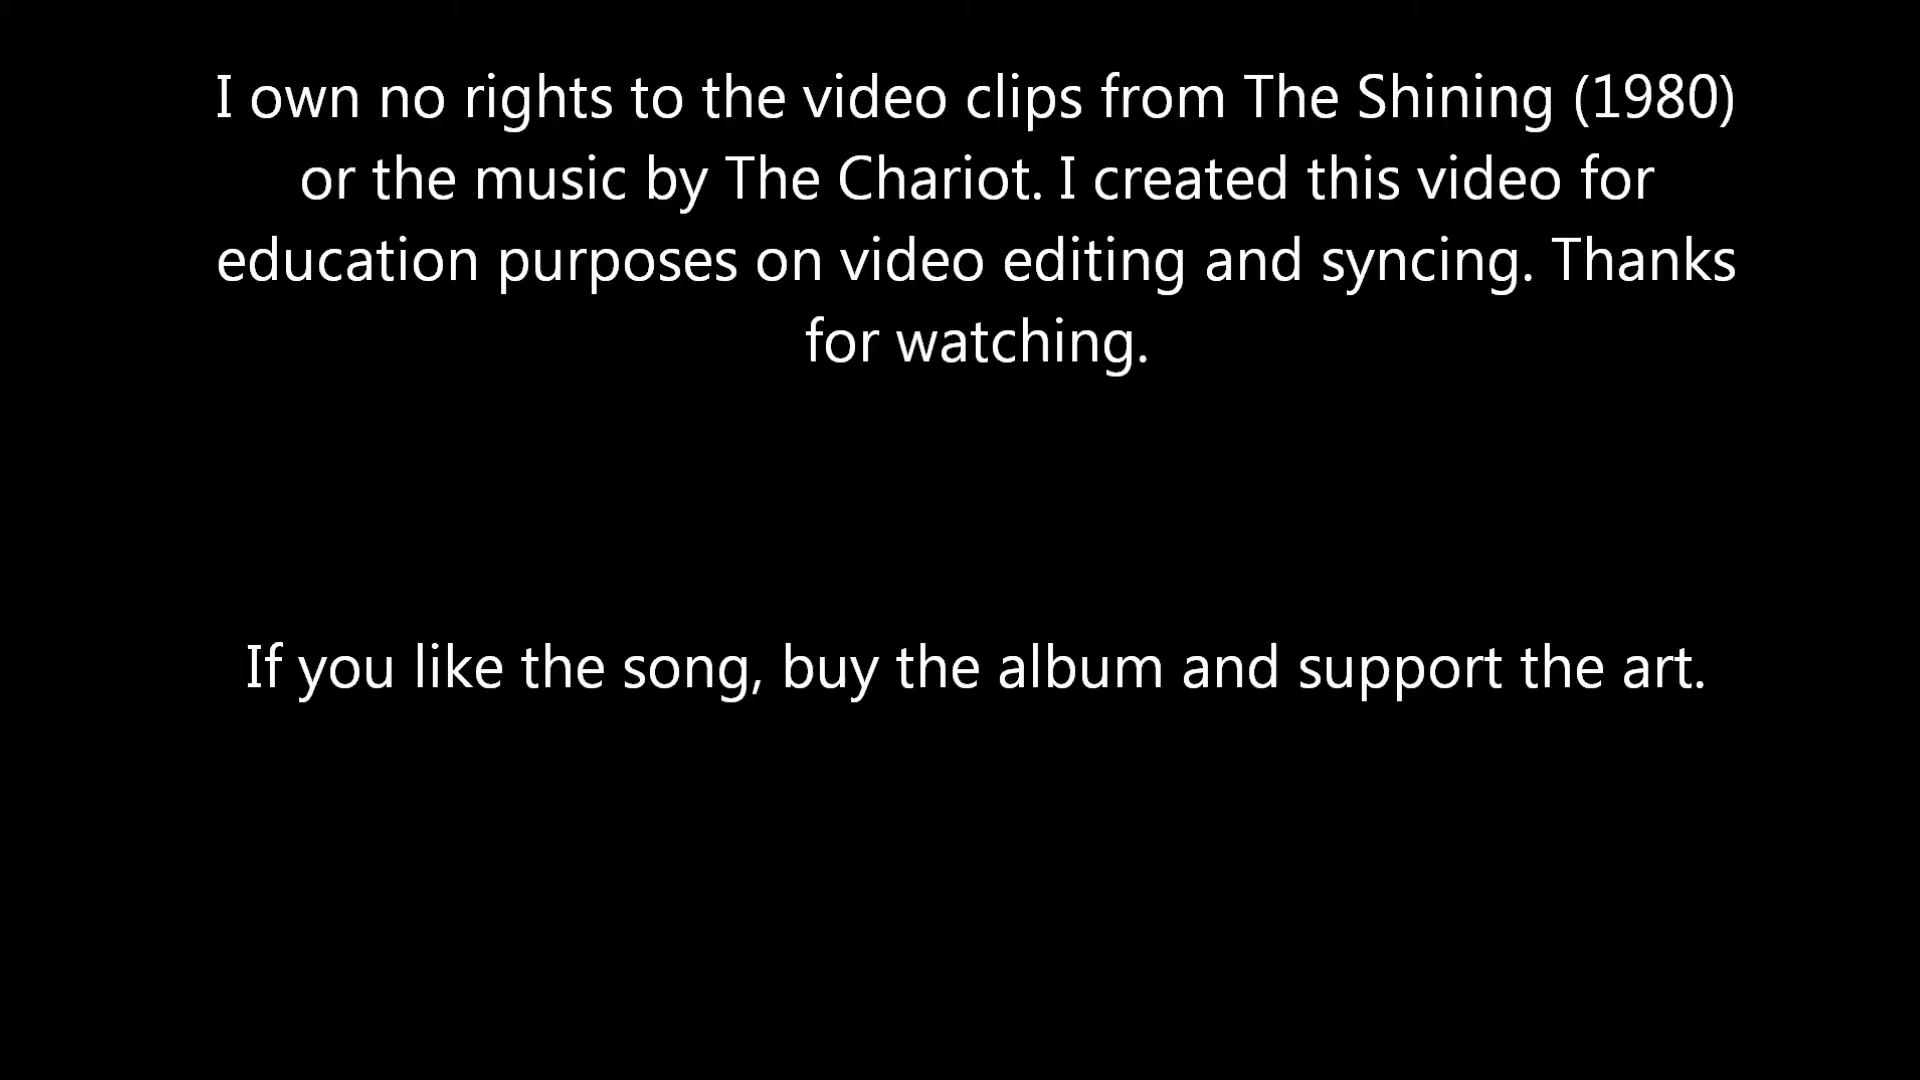 I own no rights to the video clips from The Shining (1980)
or the music by The Chariot. I created this video for
education purposes on video editing and syncing. Thanks
for watching.
If you like the song, buy the album and support the art.